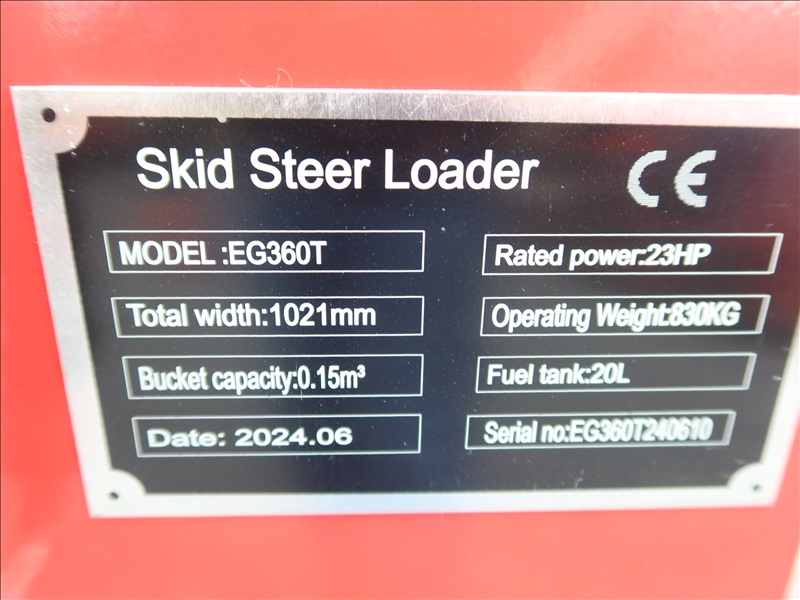 Skid Steer Loader CE
MODEL :EG360T
Rated power:23HP
Total width:1021mm
Operating Weight:830KG
Bucket capacity:0.15m³
Fuel tank:20L
Date: 2024.06
Serial no:EG360T240610